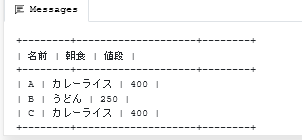 Messages
+--------+------------------+--------+
| 名前 | 朝食 | 値段 |
+--------+------------------+--------+
| A | カレーライス | 400 |
| B | うどん | 250 |
| C | カレーライス | 400 |
+--------+------------------+--------+